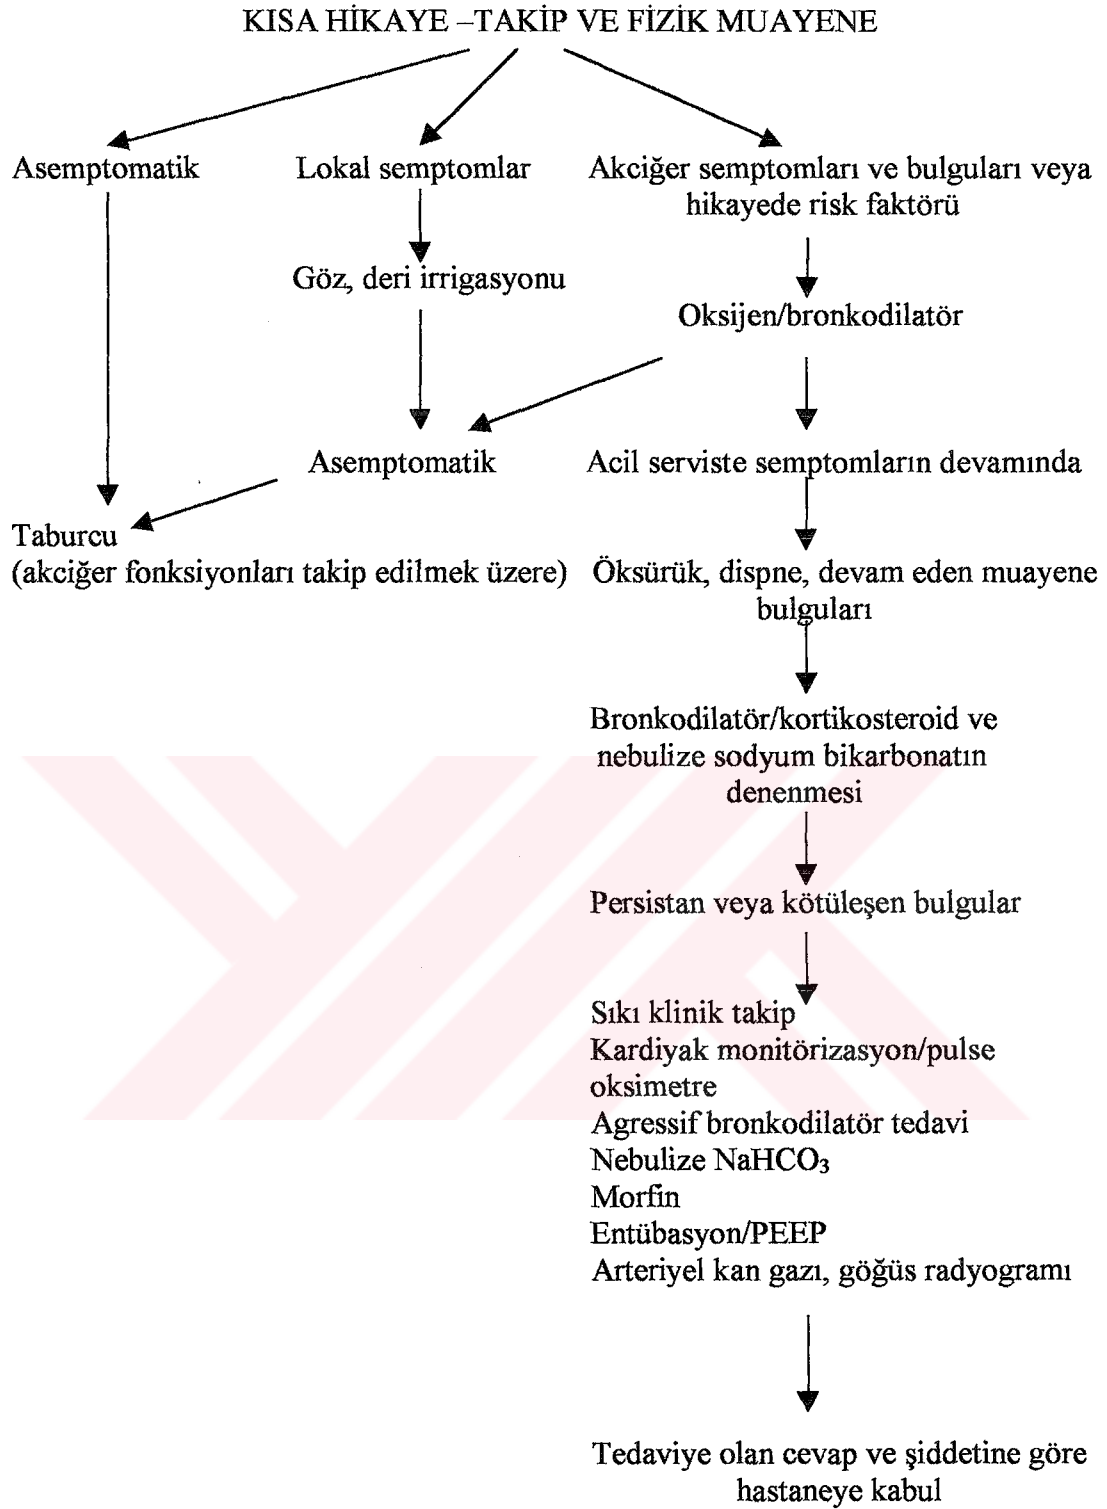 KISA HİKAYE –TAKİP VE FİZİK MUAYENE
Asemptomatik
Lokal semptomlar
Akciğer semptomları ve bulguları veya
hikayede risk faktörü
Göz, deri irrigasyonu
Oksijen/bronkodilatör
Asemptomatik
Acil serviste semptomların devamında
Taburcu
(akciğer fonksiyonları takip edilmek üzere)
Öksürük, dispne, devam eden muayene
bulguları
Bronkodilatör/kortikosteroid ve
nebulize sodyum bikarbonatın
denenmesi
Persistan veya kötüleşen bulgular
Sıkı klinik takip
Kardiyak monitörizasyon/pulse
oksimetre
Agressif bronkodilatör tedavi
Nebulize NaHCO₃
Morfin
Entübasyon/PEEP
Arteriyel kan gazı, göğüs radyogramı
Tedaviye olan cevap ve şiddetine göre
hastaneye kabul